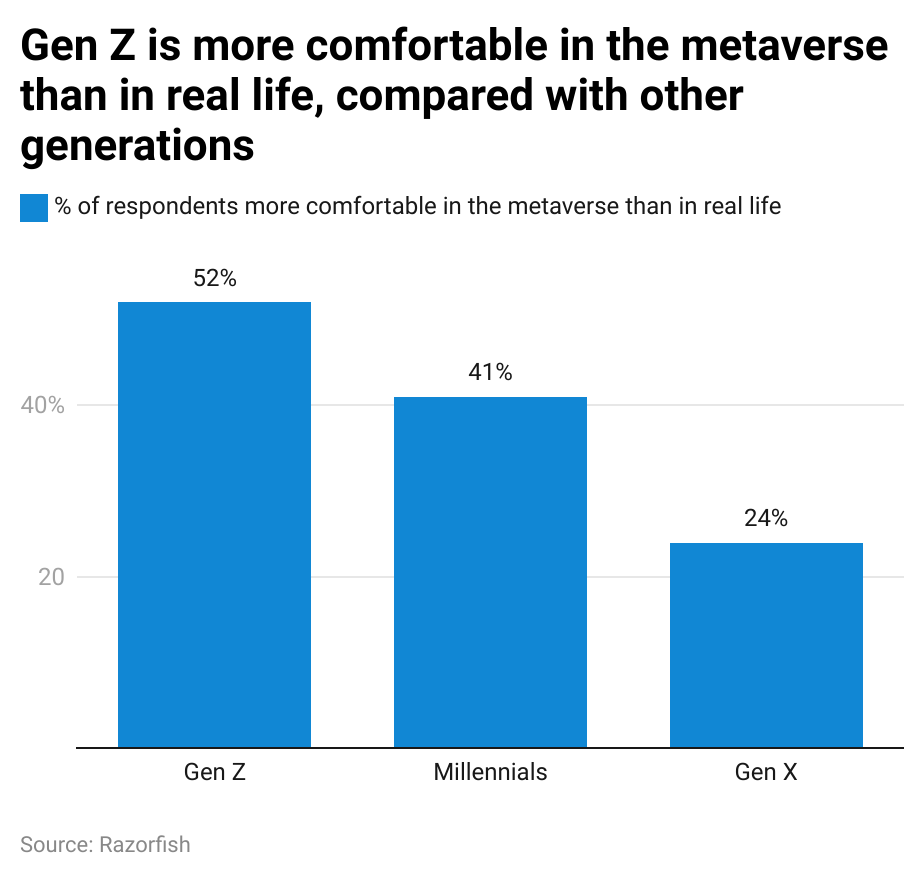 Gen Z is more comfortable in the metaverse
than in real life, compared with other
generations
% of respondents more comfortable in the metaverse than in real life
52%
41%
40%
24%
20
Gen Z Millennials Gen X
Source: Razorfish